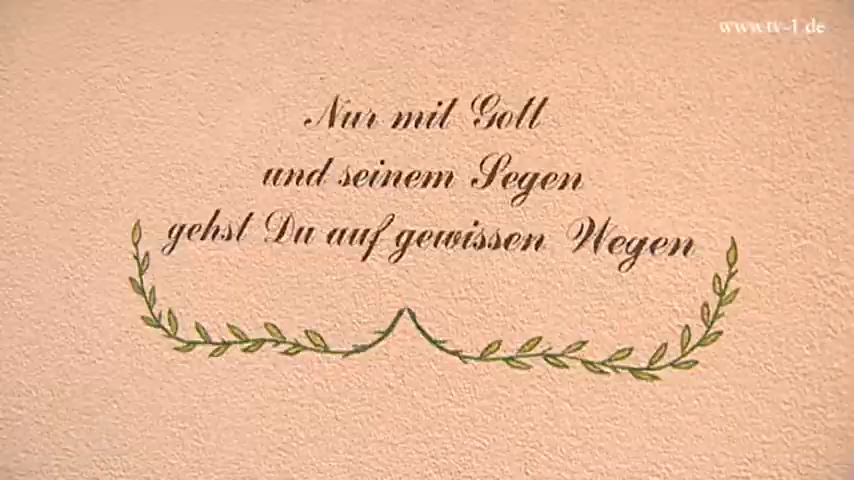 www.tv-1.de
Nur mit Gott
und seinem Segen
gehst Du auf gewissen Wegen